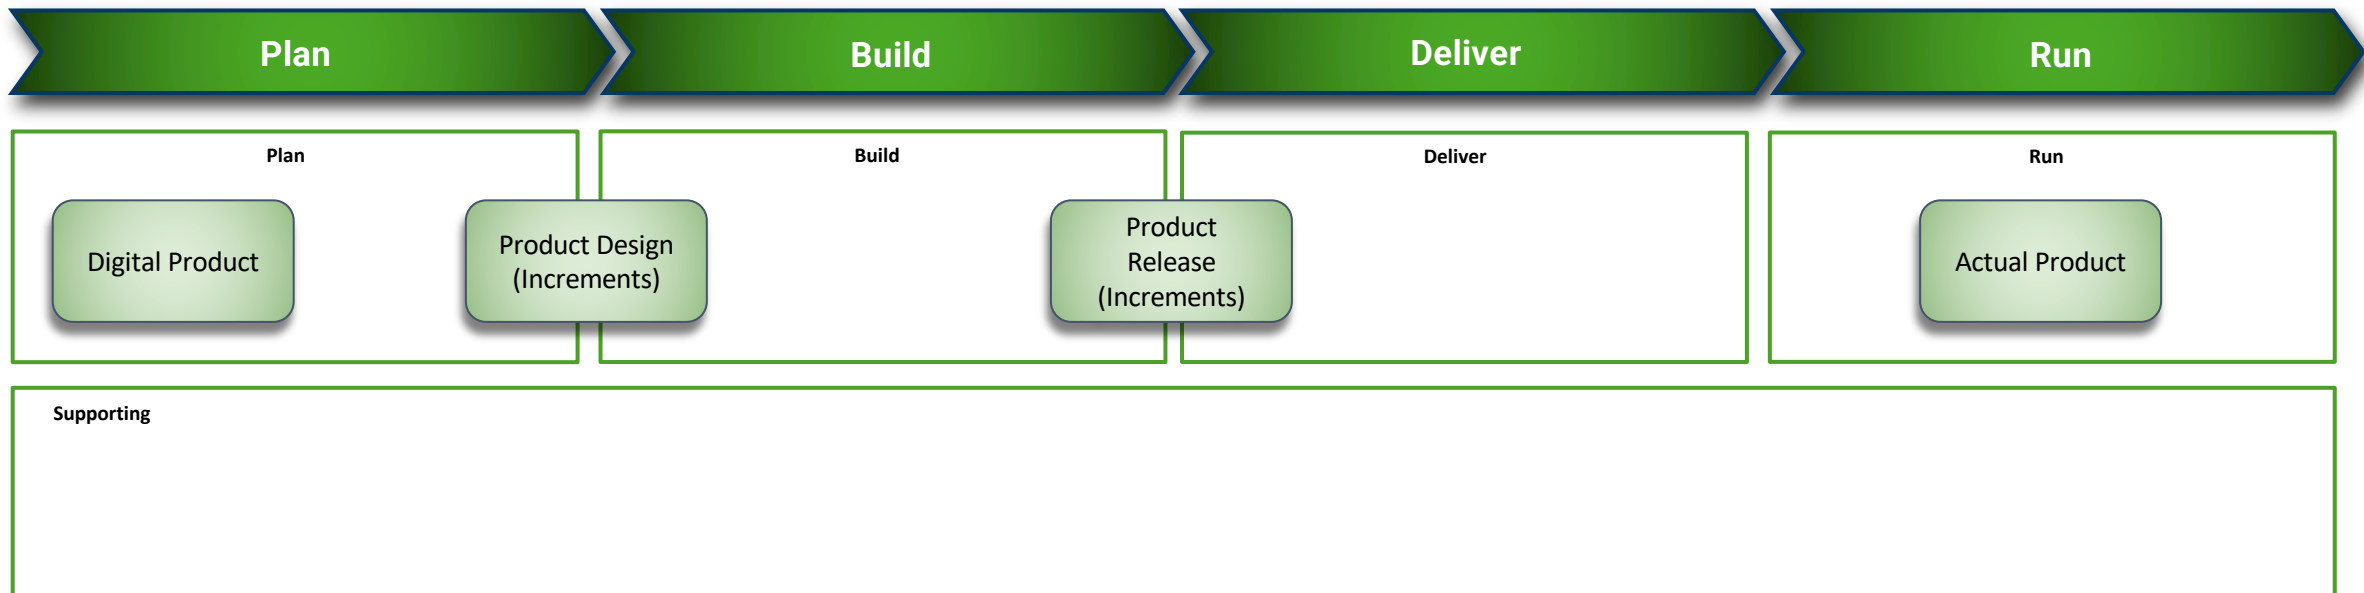 Plan
Build
Deliver
Run
Plan
Build
Deliver
Run
Digital Product
Product Design
(Increments)
Product
Release
(Increments)
Actual Product
Supporting